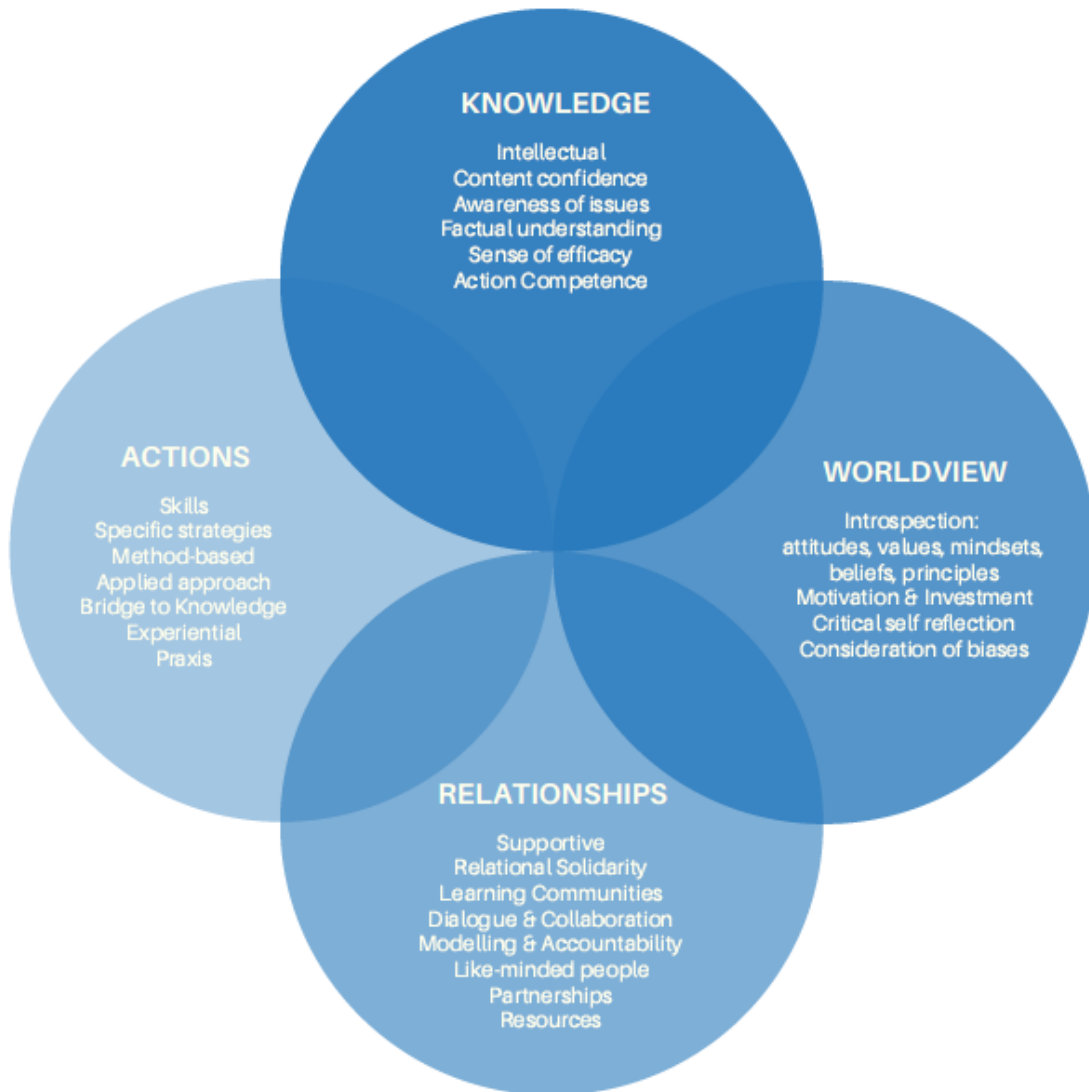 KNOWLEDGE
Intellectual
Content confidence
Awareness of issues
Factual understanding
Sense of efficacy
Action Competence
ACTIONS
Skills
Specific strategies
Method-based
Applied approach
Bridge to Knowledge
Experiential
Praxis
WORLDVIEW
Introspection:
attitudes, values, mindsets,
beliefs, principles
Motivation & Investment
Critical self reflection
Consideration of biases
RELATIONSHIPS
Supportive
Relational Solidarity
Learning Communities
Dialogue & Collaboration
Modelling & Accountability
Like-minded people
Partnerships
Resources